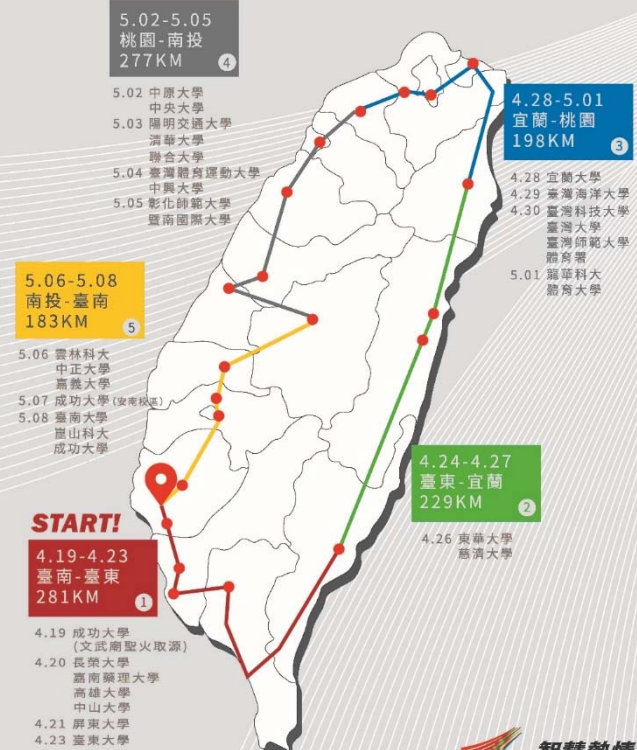 5.02-5.05
桃園-南投
277KM
4
5.02 中原大學
中央大學
5.03 陽明交通大學
清華大學
聯合大學
5.04 臺灣體育運動大學
中興大學
5.05 彰化師範大學
暨南國際大學
4.28-5.01
宜蘭-桃園
198KM
3
4.28 宜蘭大學
4.29 臺灣海洋大學
4.30 臺灣科技大學
臺灣大學
臺灣師範大學
體育署
5.01 龍華科大
體育大學
5.06-5.08
南投-臺南
183KM
5
5.06 雲林科大
中正大學
嘉義大學
5.07 成功大學(安南校區)
5.08 臺南大學
崑山科大
成功大學
4.24-4.27
臺東-宜蘭
229KM
2
4.26 東華大學
慈濟大學
START!
4.19-4.23
臺南-臺東
281KM
1
4.19 成功大學
(文武廟聖火取源)
4.20 長榮大學
嘉南藥理大學
高雄大學
中山大學
4.21 屏東大學
4.23 臺東大學
智慧熱情